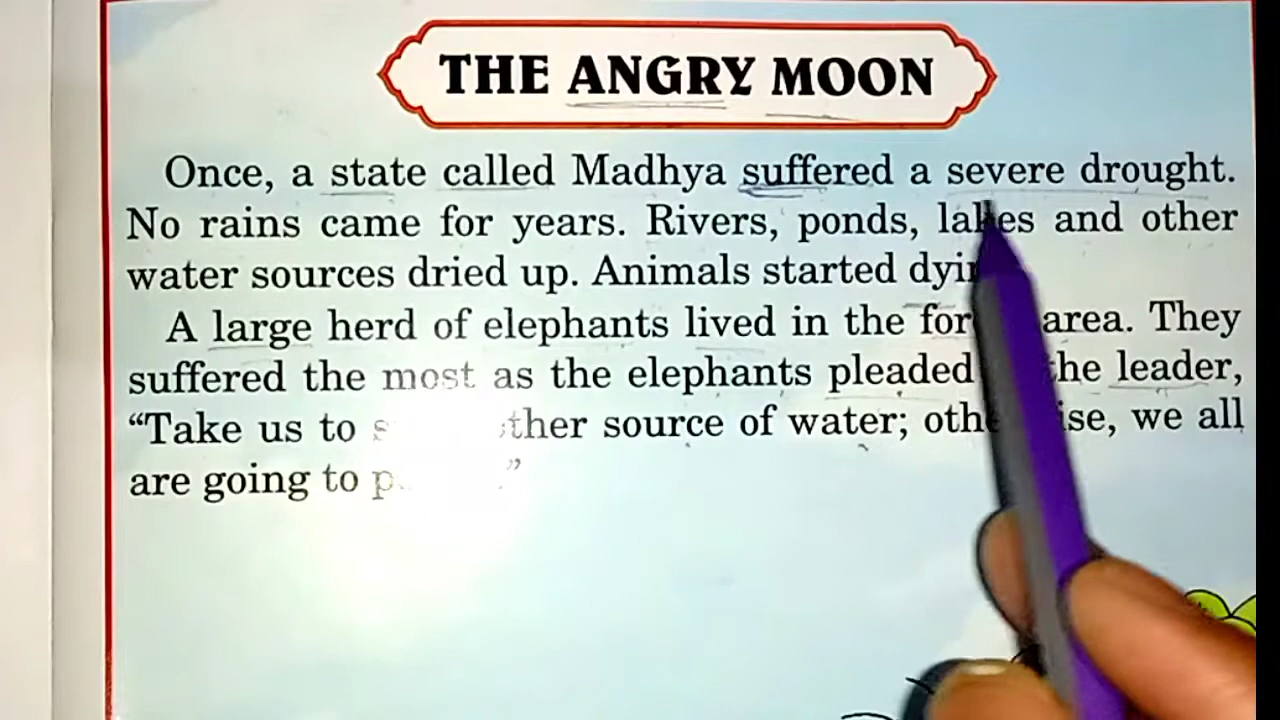 THE ANGRY MOON
Once, a state called Madhya suffered a severe drought.
No rains came for years. Rivers, ponds, lakes and other
water sources dried up. Animals started
A large herd of elephants lived in the area. They
suffered the most as the elephants pleaded the leader,
“Take us to source of water; otherwise, we all
are going to